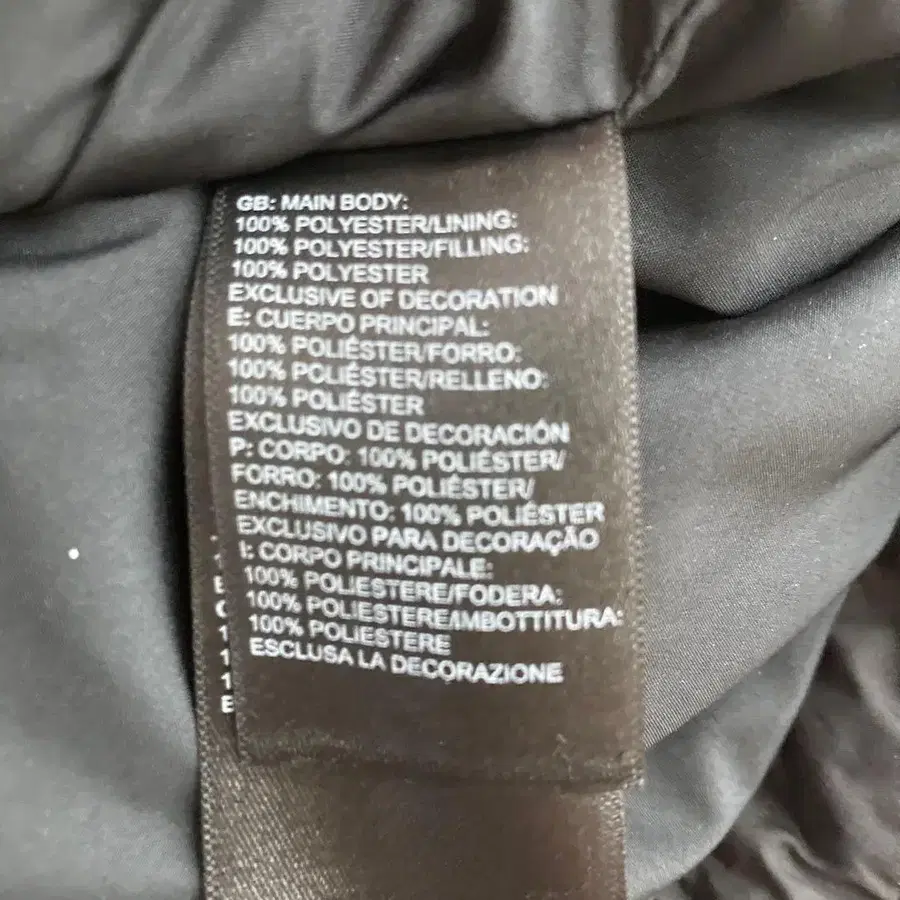 GB: MAIN BODY:
100% POLYESTER/LINING:
100% POLYESTER/FILLING:
100% POLYESTER
EXCLUSIVE OF DECORATION
E: CUERPO PRINCIPAL:
100% POLIÉSTER/FORRO:
100% POLIÉSTER/RELLENO:
100% POLIÉSTER
EXCLUSIVO DE DECORACIÓN
P: CORPO: 100% POLIÉSTER/
FORRO: 100% POLIÉSTER/
ENCHIMENTO: 100% POLIÉSTER
EXCLUSIVO PARA DECORAÇÃO
I: CORPO PRINCIPALE:
100% POLIESTERE/FODERA:
100% POLIESTERE/IMBOTTITURA:
100% POLIESTERE
ESCLUSA LA DECORAZIONE